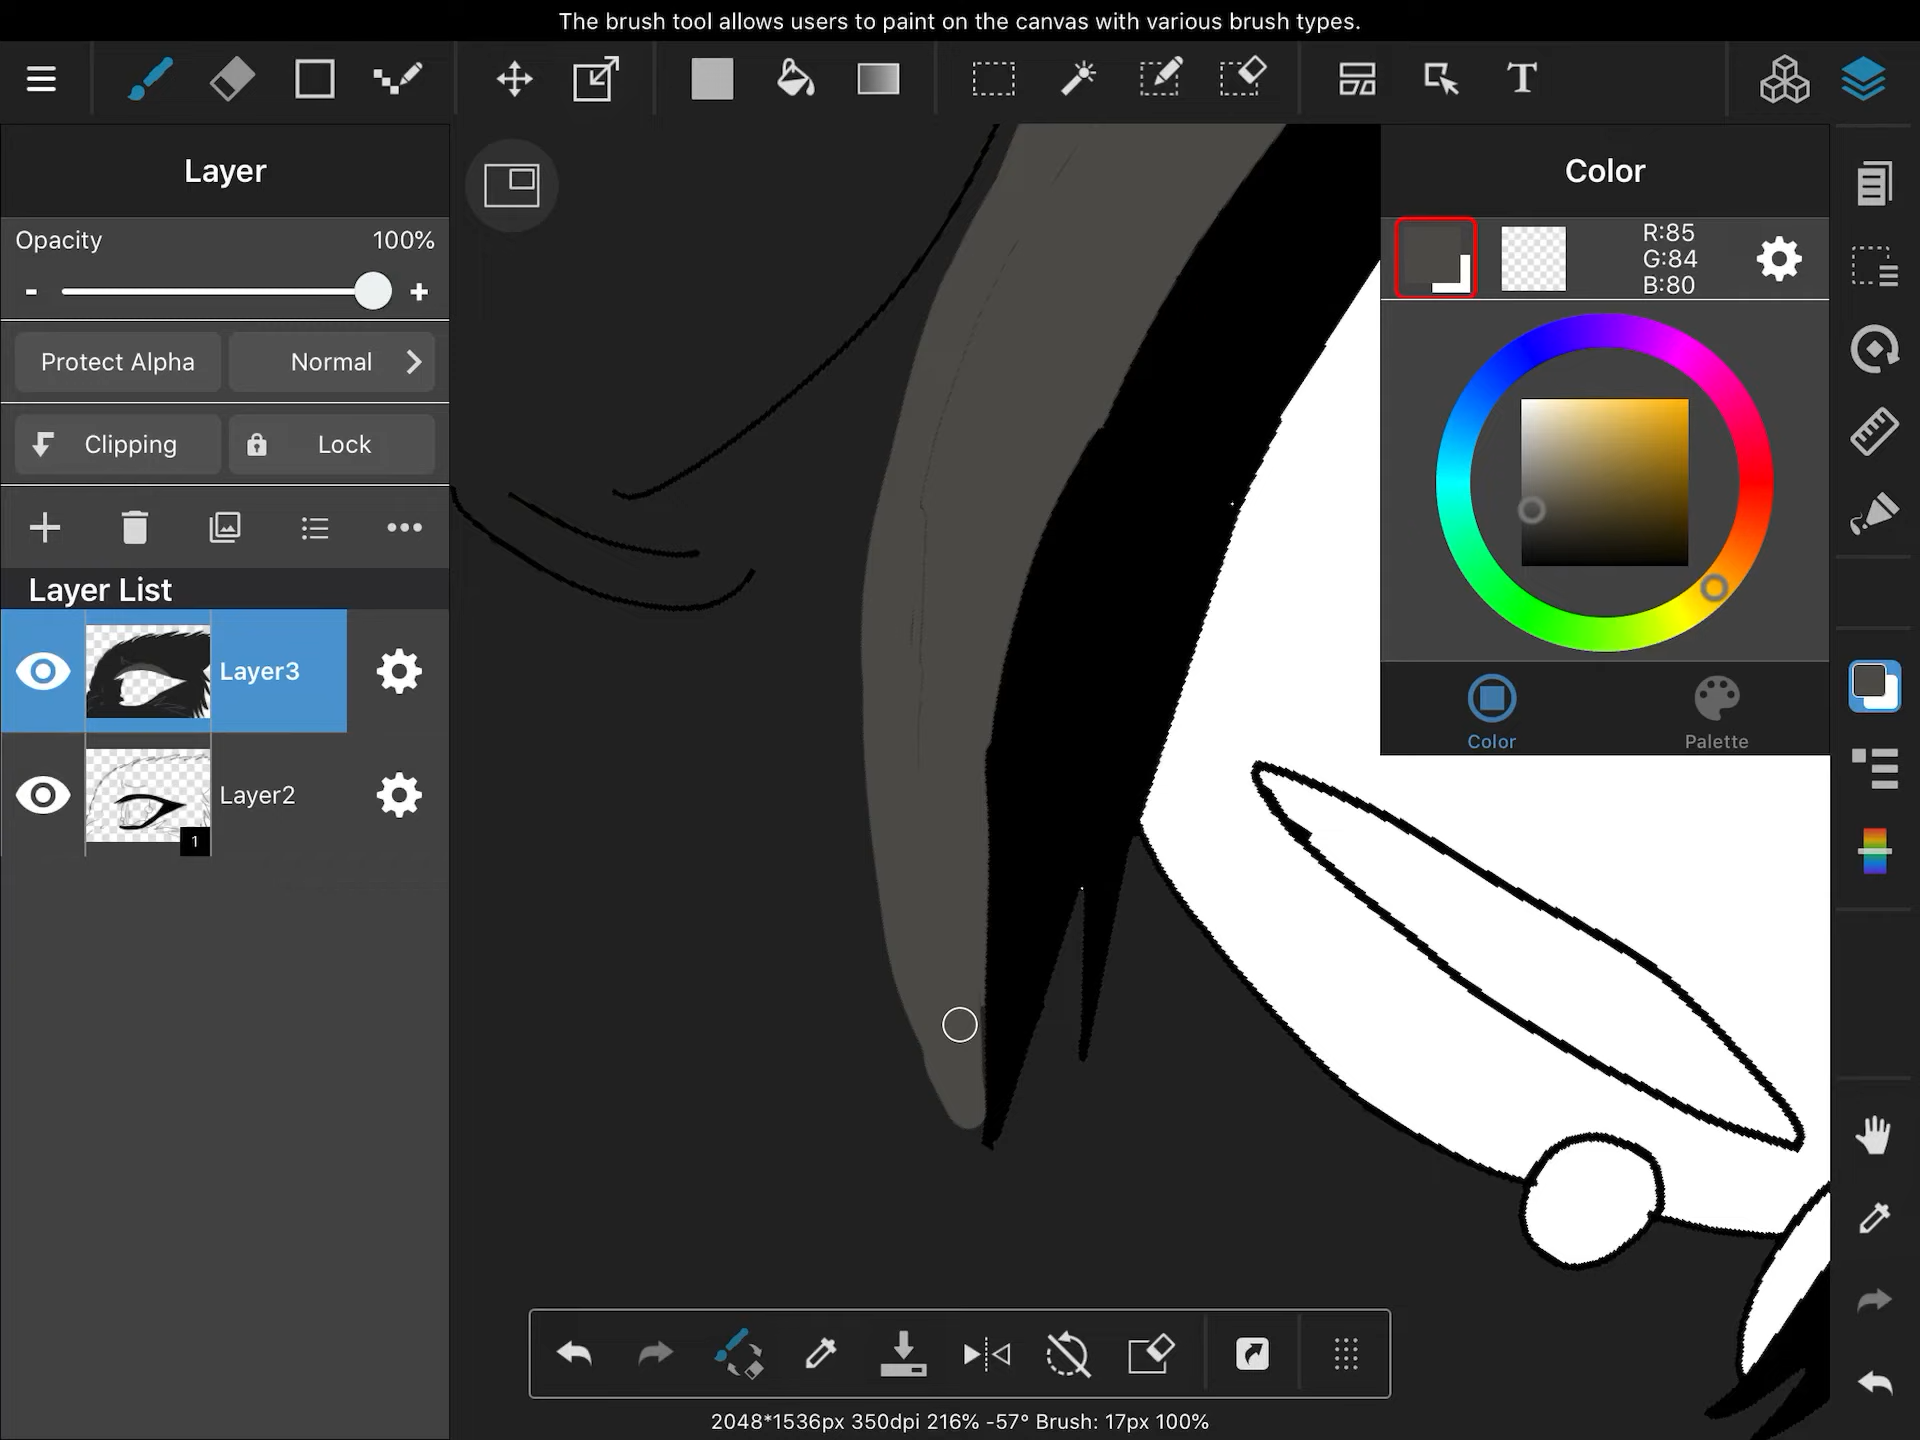 The brush tool allows users to paint on the canvas with various brush types.
T
Layer
Opacity 100%
- +
Protect Alpha Normal
Clipping Lock
Layer List
Layer3
Layer2
1
Color
R:85
G:84
B:80
Color Palette
2048*1536px 350dpi 216% -57° Brush: 17px 100%